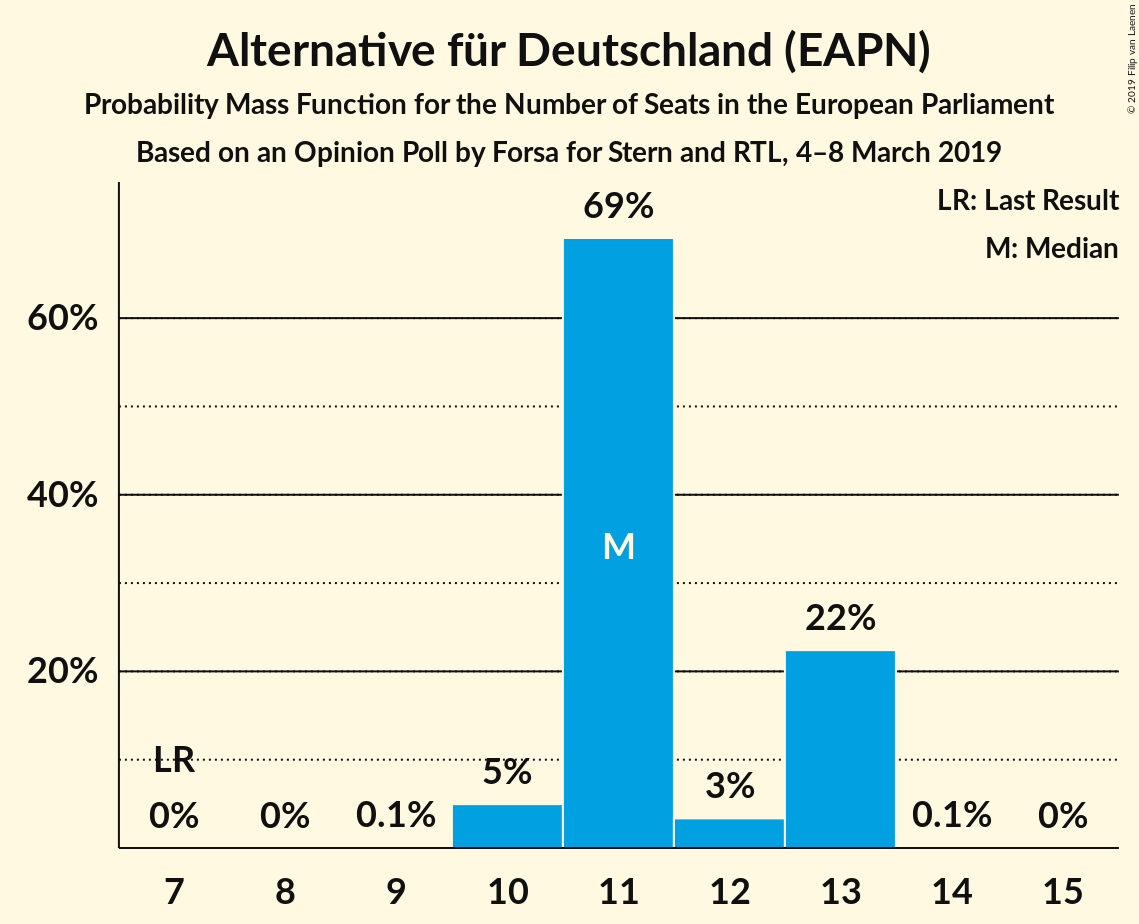 Alternative für Deutschland (EAPN)
Probability Mass Function for the Number of Seats in the European Parliament
Based on an Opinion Poll by Forsa for Stern and RTL, 4–8 March 2019
© 2019 Filip van Laenen
LR: Last Result
M: Median
69%
60%
40%
M
22%
20%
LR
5%
3%
0%
0%
0.1%
0.1%
0%
7
8
9
10
11
12
13
14
15